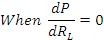 When dP/dR_L = 0